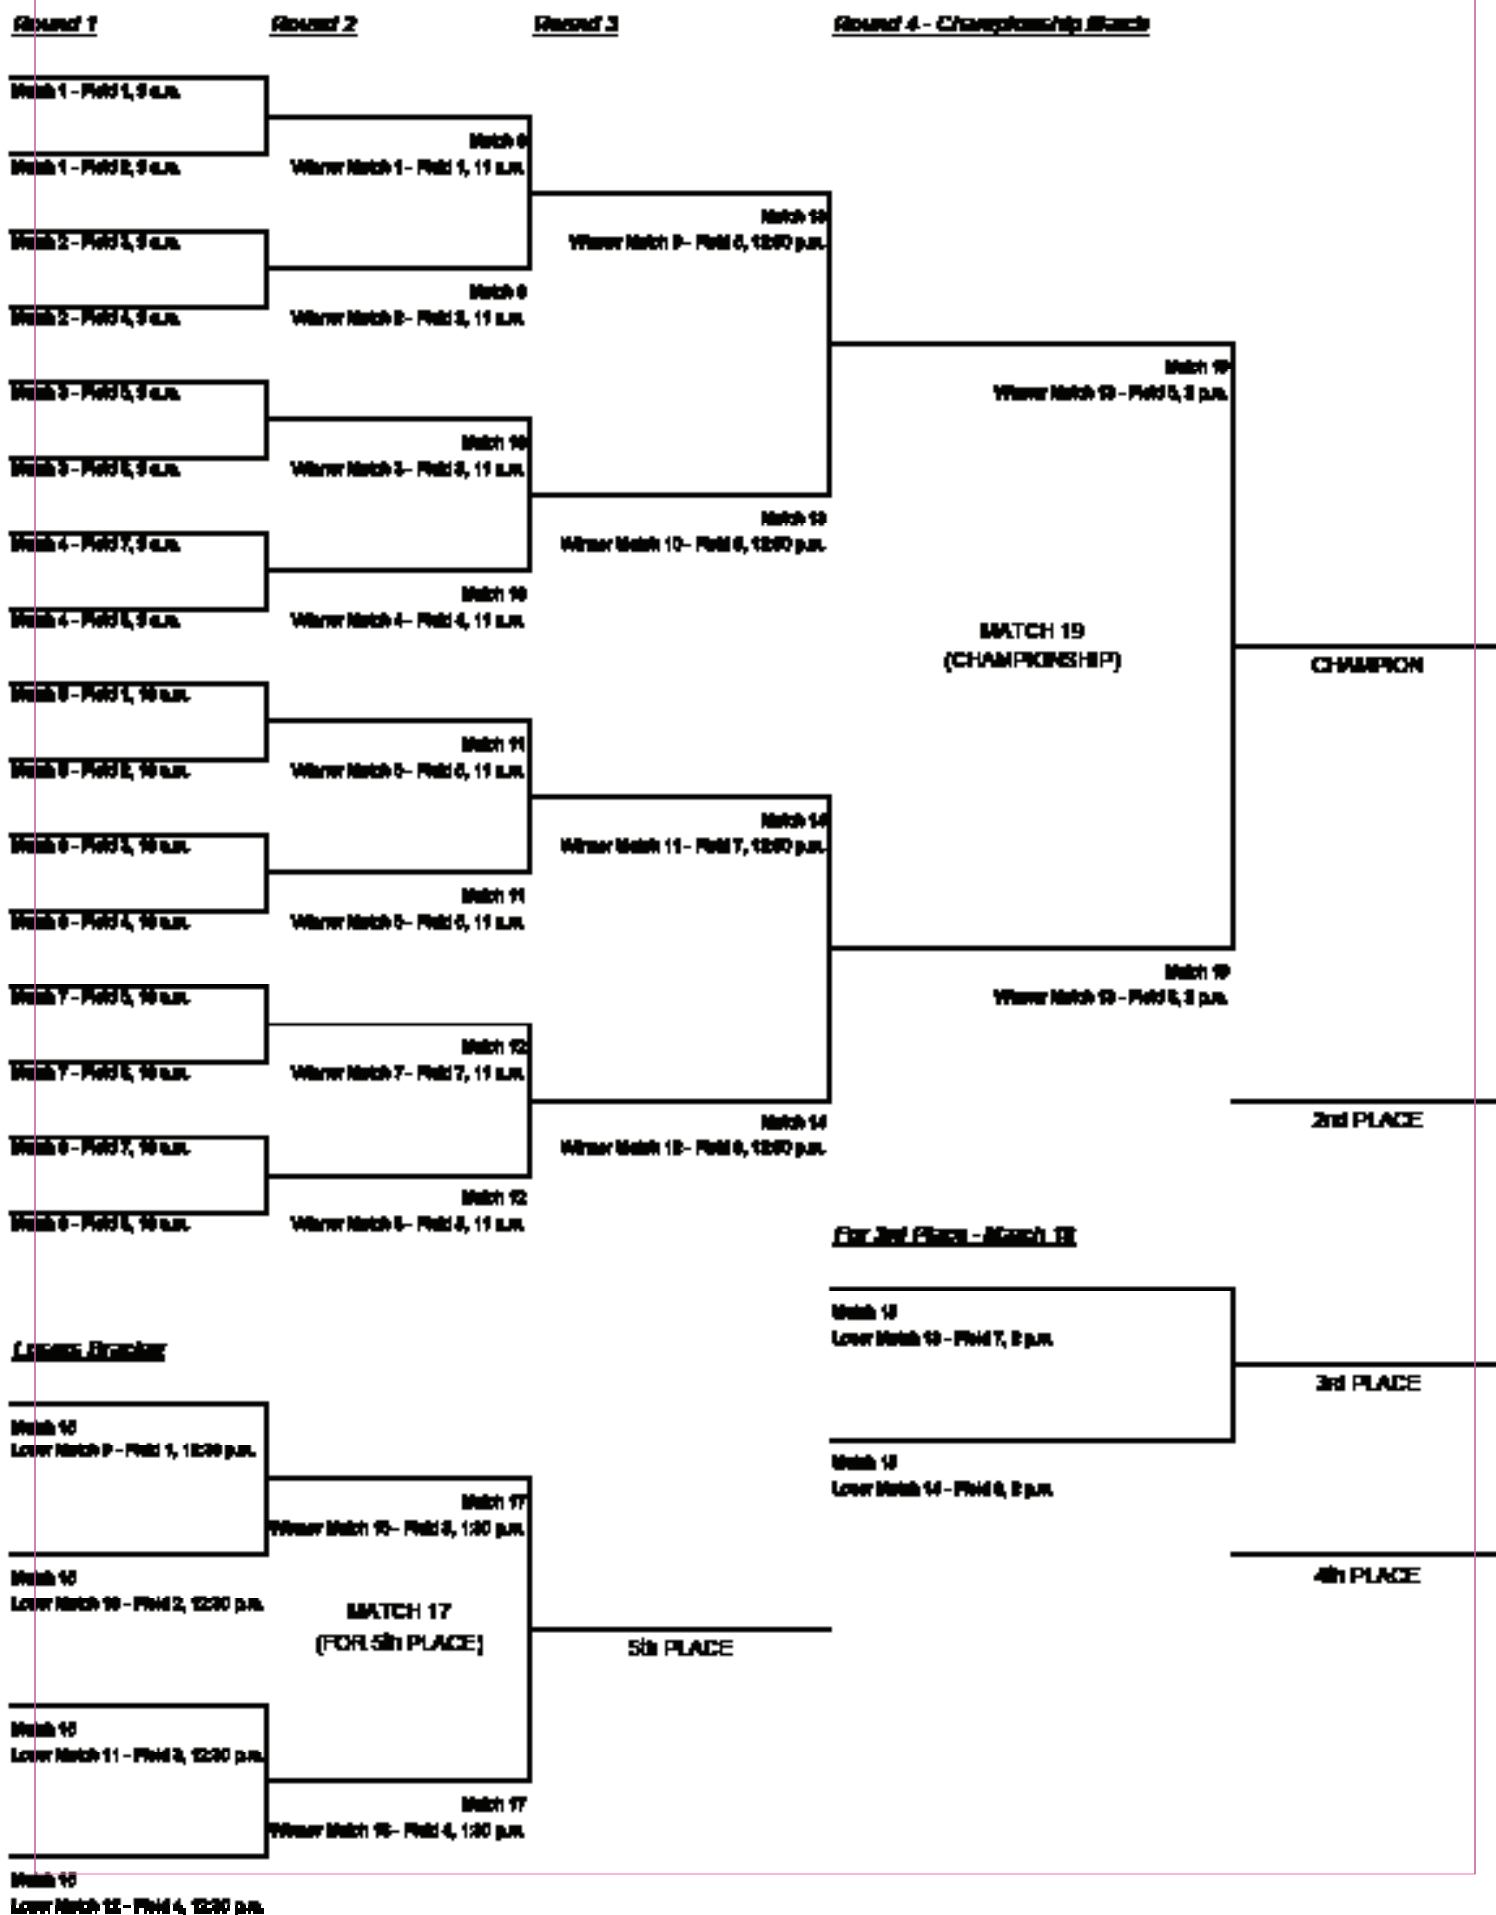 Round 1
Round 2
Round 3
Round 4 - Championship Match
Match 1 - Field 1, 9 a.m.
Match 1 - Field 2, 9 a.m.
Match 2 - Field 3, 9 a.m.
Match 2 - Field 4, 9 a.m.
Match 3 - Field 5, 9 a.m.
Match 3 - Field 6, 9 a.m.
Match 4 - Field 7, 9 a.m.
Match 4 - Field 8, 9 a.m.
Match 5 - Field 1, 10 a.m.
Match 5 - Field 2, 10 a.m.
Match 6 - Field 3, 10 a.m.
Match 6 - Field 4, 10 a.m.
Match 7 - Field 5, 10 a.m.
Match 7 - Field 6, 10 a.m.
Match 8 - Field 7, 10 a.m.
Match 8 - Field 8, 10 a.m.
Match 9
Winner Match 1 - Field 1, 11 a.m.
Match 9
Winner Match 2 - Field 2, 11 a.m.
Match 10
Winner Match 3 - Field 3, 11 a.m.
Match 10
Winner Match 4 - Field 4, 11 a.m.
Match 11
Winner Match 5 - Field 5, 11 a.m.
Match 11
Winner Match - Field 6, 11 a.m.
Match 12
Winner Match 7 - Field 7, 11 a.m.
Match 12
Winner Match 8 - Field 8, 11 a.m.
Match 13
Winner Match 9 - Field 5, p.m.
Match 13
Winner Match 10 - Field 6, p.m.
Match 14
Winner Match 11 - Field 7, p.m.
Match 14
Winner Match 12 - Field 8, p.m.
Match 19
Winner Match 13 - Field 5, 2 p.m.
MATCH 19
(CHAMPIONSHIP)
CHAMPION
Match 19
Winner Match - Field 6, 2 p.m.
2nd PLACE
For 3rd Place - Match 18
Match 18
Loser Match 13 - Field 7, 2 p.m.
3rd PLACE
Match 18
Loser Match 14 - Field 8, 2 p.m.
4th PLACE
Losers Bracket
Match 15
Loser Match 9 - Field 1, 12:30 p.m.
Match 15
Loser Match 10 - Field 2, 12:30 p.m.
Match 16
Loser Match 11 - Field 3, 12:30 p.m.
Match 16
Loser Match 12 - Field 4, 12:30 p.m.
Match 17
Winner Match 15 - Field 3, 1:30 p.m.
MATCH 17
(FOR 5th PLACE)
5th PLACE
Match 17
Winner Match 16 - Field 4, 1:30 p.m.